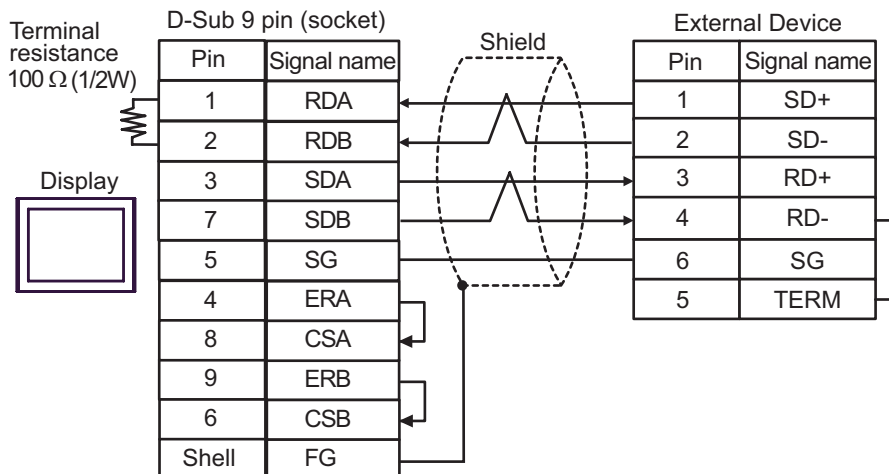 D-Sub 9 pin (socket)
Terminal
resistance
100 Ω (1/2W)
Display
Shield
External Device
Pin Signal name
1 RDA
2 RDB
3 SDA
7 SDB
5 SG
4 ERA
8 CSA
9 ERB
6 CSB
Shell FG
Pin Signal name
1 SD+
2 SD-
3 RD+
4 RD-
6 SG
5 TERM